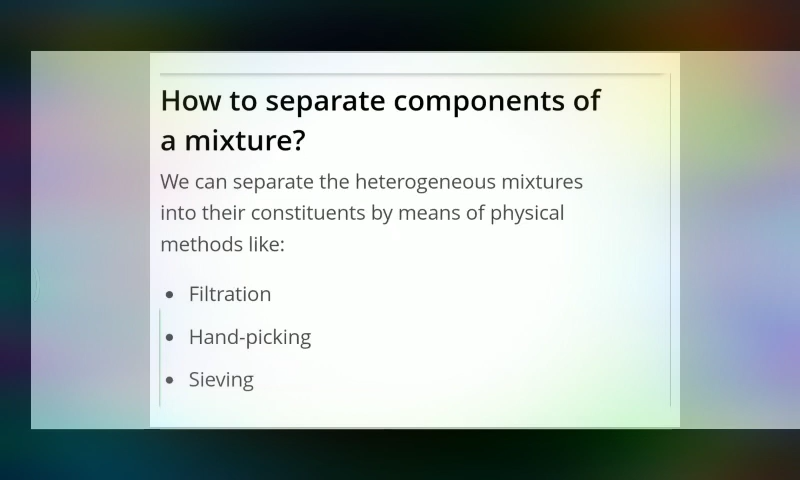 How to separate components of
a mixture?
We can separate the heterogeneous mixtures
into their constituents by means of physical
methods like:
• Filtration
• Hand-picking
• Sieving